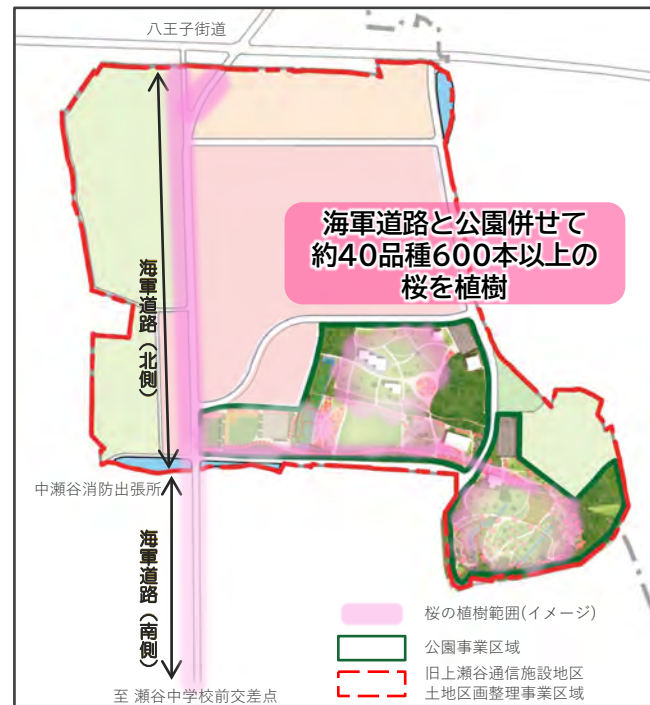 八王子街道
海軍道路と公園併せて
約40品種600本以上の
桜を植樹
海軍道路（北側）
中瀬谷消防出張所
海軍道路（南側）
桜の植樹範囲(イメージ)
公園事業区域
旧上瀬谷通信施設地区
土地区画整理事業区域
至 瀬谷中学校前交差点